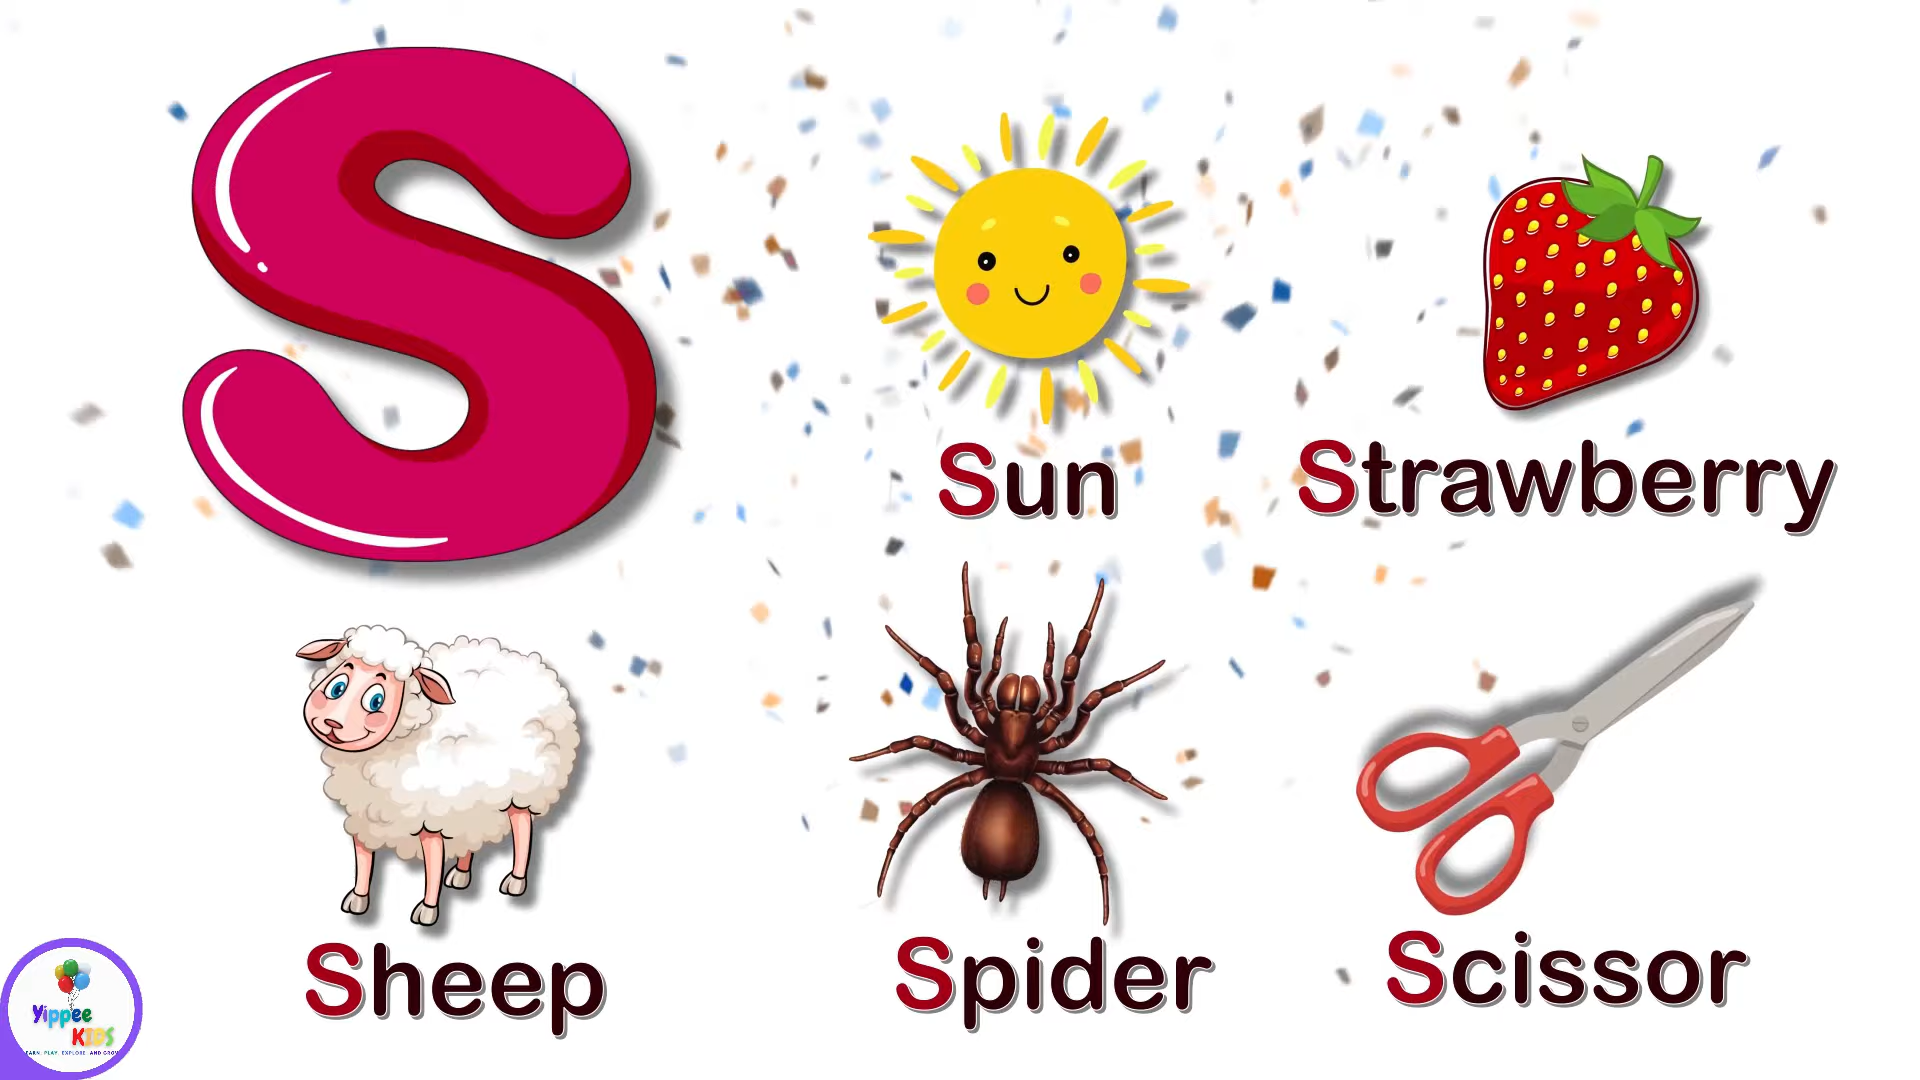 S
Sun
Strawberry
Sheep
Spider
Scissor
Yippee
KIDS